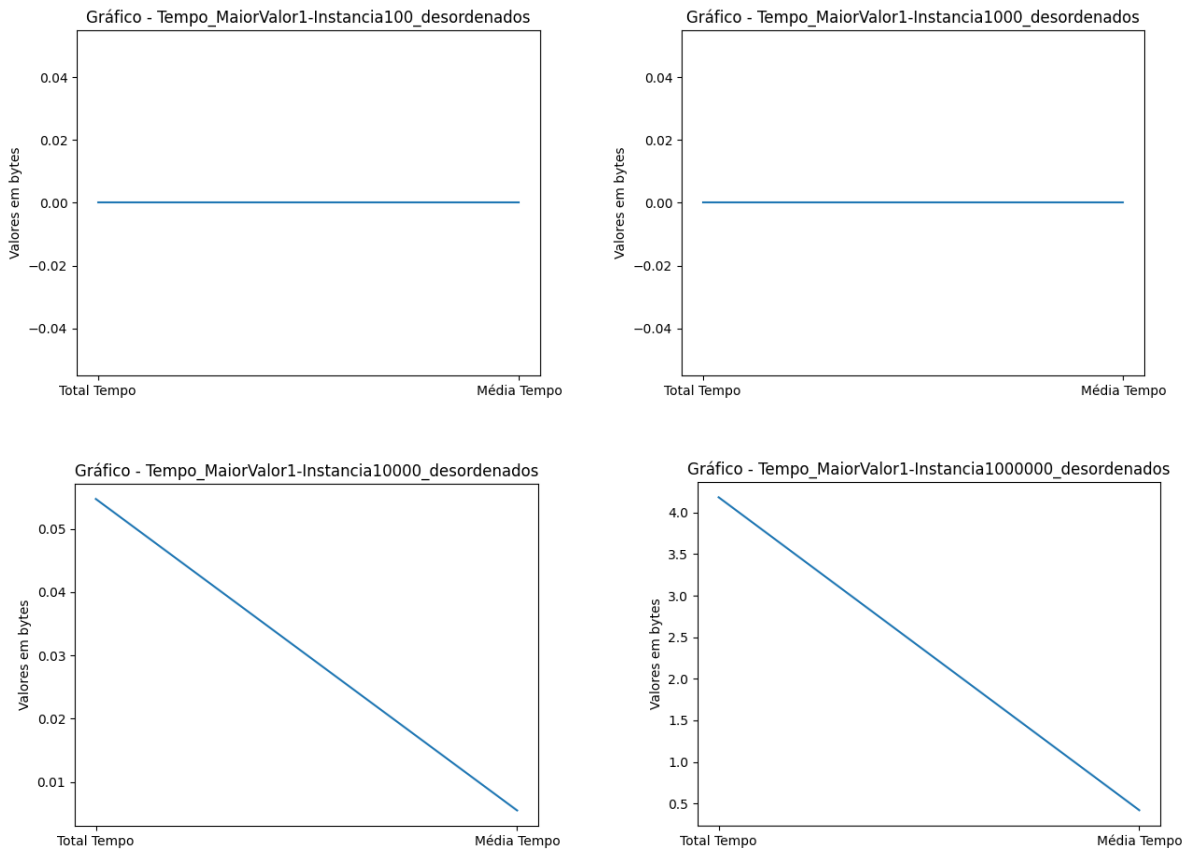 Gráfico - Tempo_MaiorValor1-Instancia100_desordenados
Valores em bytes
0.04
0.02
0.00
−0.02
−0.04
Total Tempo
Média Tempo
Gráfico - Tempo_MaiorValor1-Instancia1000_desordenados
Valores em bytes
0.04
0.02
0.00
−0.02
−0.04
Total Tempo
Média Tempo
Gráfico - Tempo_MaiorValor1-Instancia10000_desordenados
Valores em bytes
0.05
0.04
0.03
0.02
0.01
Total Tempo
Média Tempo
Gráfico - Tempo_MaiorValor1-Instancia1000000_desordenados
Valores em bytes
4.0
3.5
3.0
2.5
2.0
1.5
1.0
0.5
Total Tempo
Média Tempo